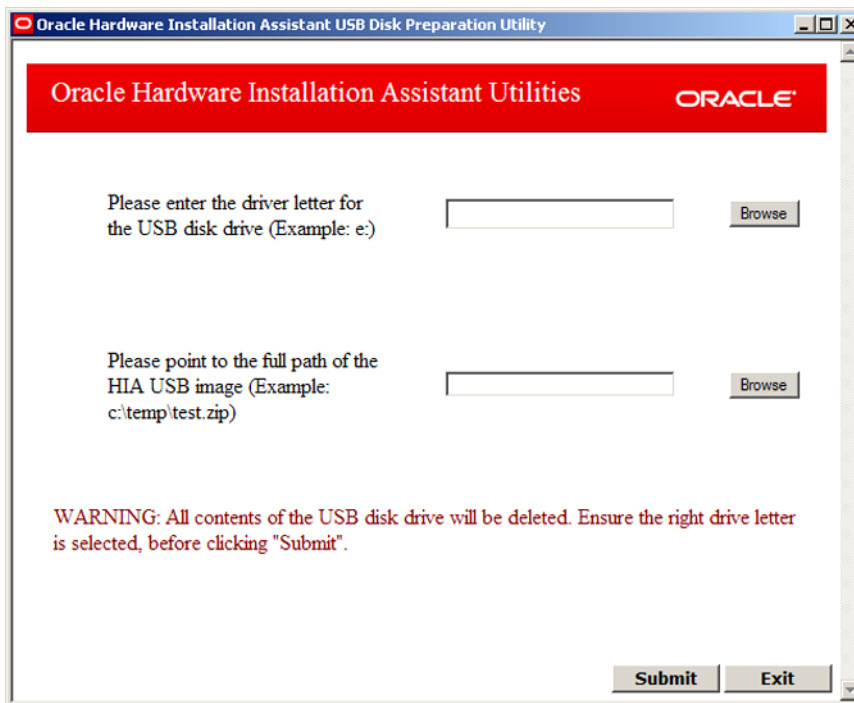 Oracle Hardware Installation Assistant USB Disk Preparation Utility
Oracle Hardware Installation Assistant Utilities
ORACLE
Please enter the driver letter for
the USB disk drive (Example: e:)
Browse
Please point to the full path of the
HIA USB image (Example:
c:\temp\test.zip)
Browse
WARNING: All contents of the USB disk drive will be deleted. Ensure the right drive letter
is selected, before clicking "Submit".
Submit
Exit